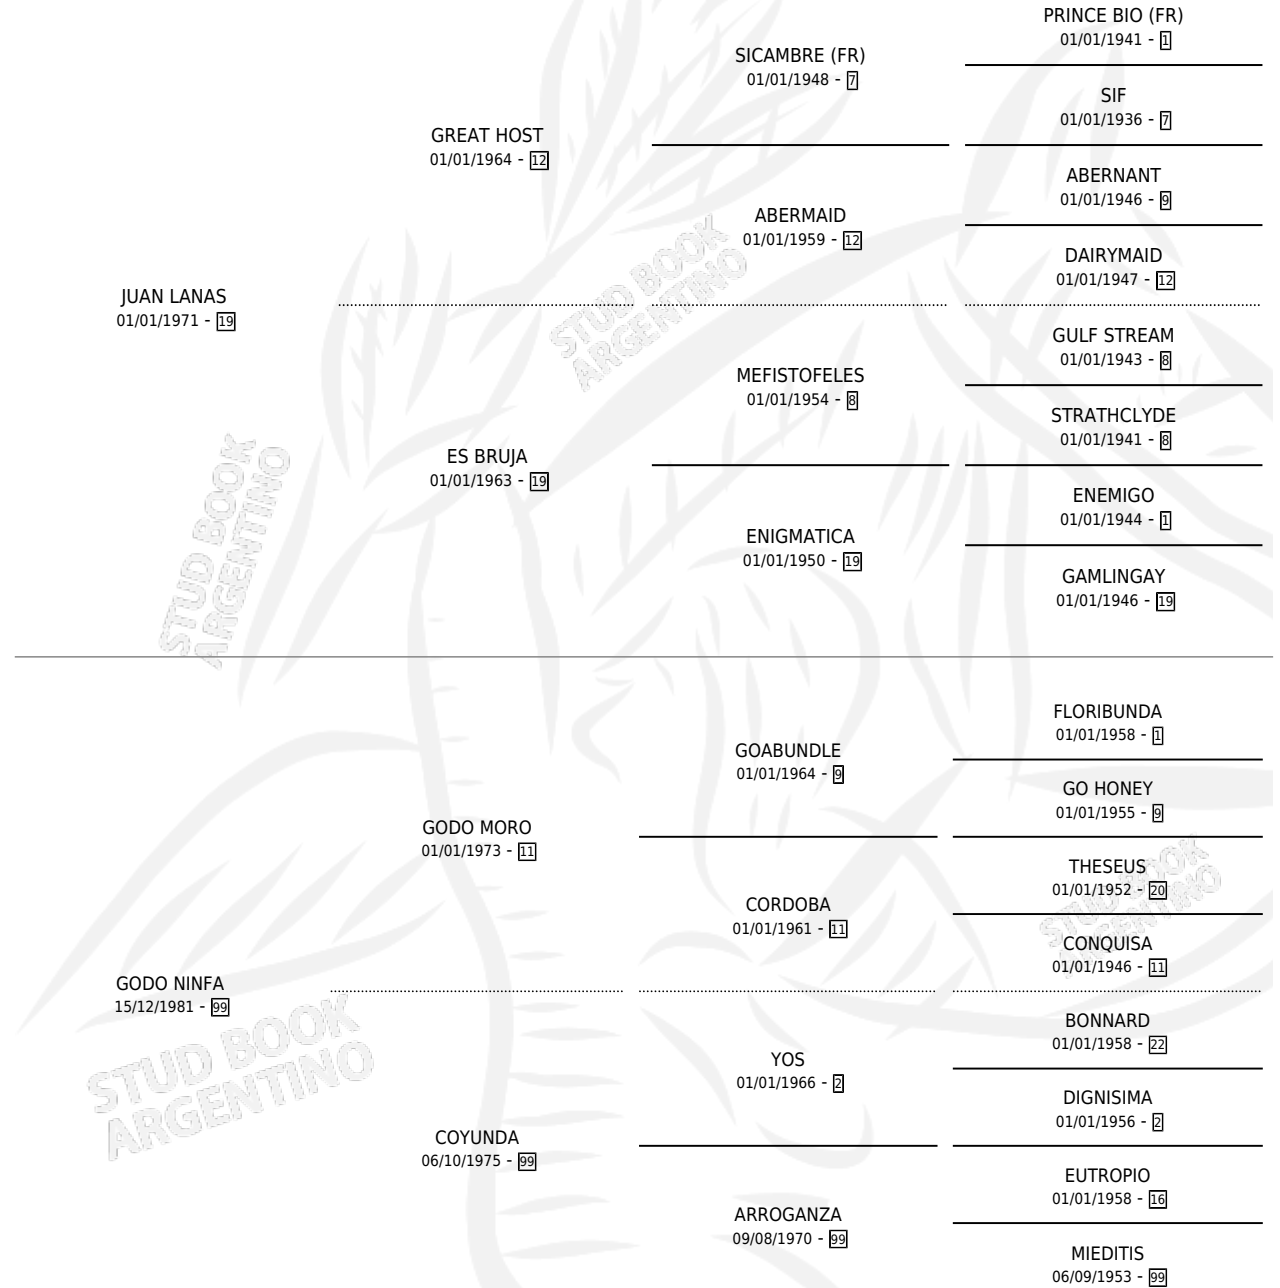 PRINCE BIO (FR)
01/01/1941 - 1
SICAMBRE (FR)
01/01/1948 - 7
SIF
01/01/1936 - 7
GREAT HOST
01/01/1964 - 12
ABERNANT
01/01/1946 - 9
ABERMAID
01/01/1959 - 12
DAIRYMAID
01/01/1947 - 12
JUAN LANAS
01/01/1971 - 19
STUD BOOK
ARGENTINO
GULF STREAM
01/01/1943 - 8
MEFISTOFELES
01/01/1954 - 8
STRATHCLYDE
01/01/1941 - 8
ES BRUJA
01/01/1963 - 19
ENEMIGO
01/01/1944 - 1
ENIGMATICA
01/01/1950 - 19
GAMLINGAY
01/01/1946 - 19
STUD BOOK
ARGENTINO
FLORIBUNDA
01/01/1958 - 1
GOABUNDLE
01/01/1964 - 9
GO HONEY
01/01/1955 - 9
GODO MORO
01/01/1973 - 11
THESEUS
01/01/1952 - 20
CORDOBA
01/01/1961 - 11
CONQUISA
01/01/1946 - 11
STUD BOOK
ARGENTINO
GODO NINFA
15/12/1981 - 99
BONNARD
01/01/1958 - 22
YOS
01/01/1966 - 2
DIGNISIMA
01/01/1956 - 2
STUD BOOK
ARGENTINO
COYUNDA
06/10/1975 - 99
EUTROPIO
01/01/1958 - 16
ARROGANZA
09/08/1970 - 99
MIEDITIS
06/09/1953 - 99